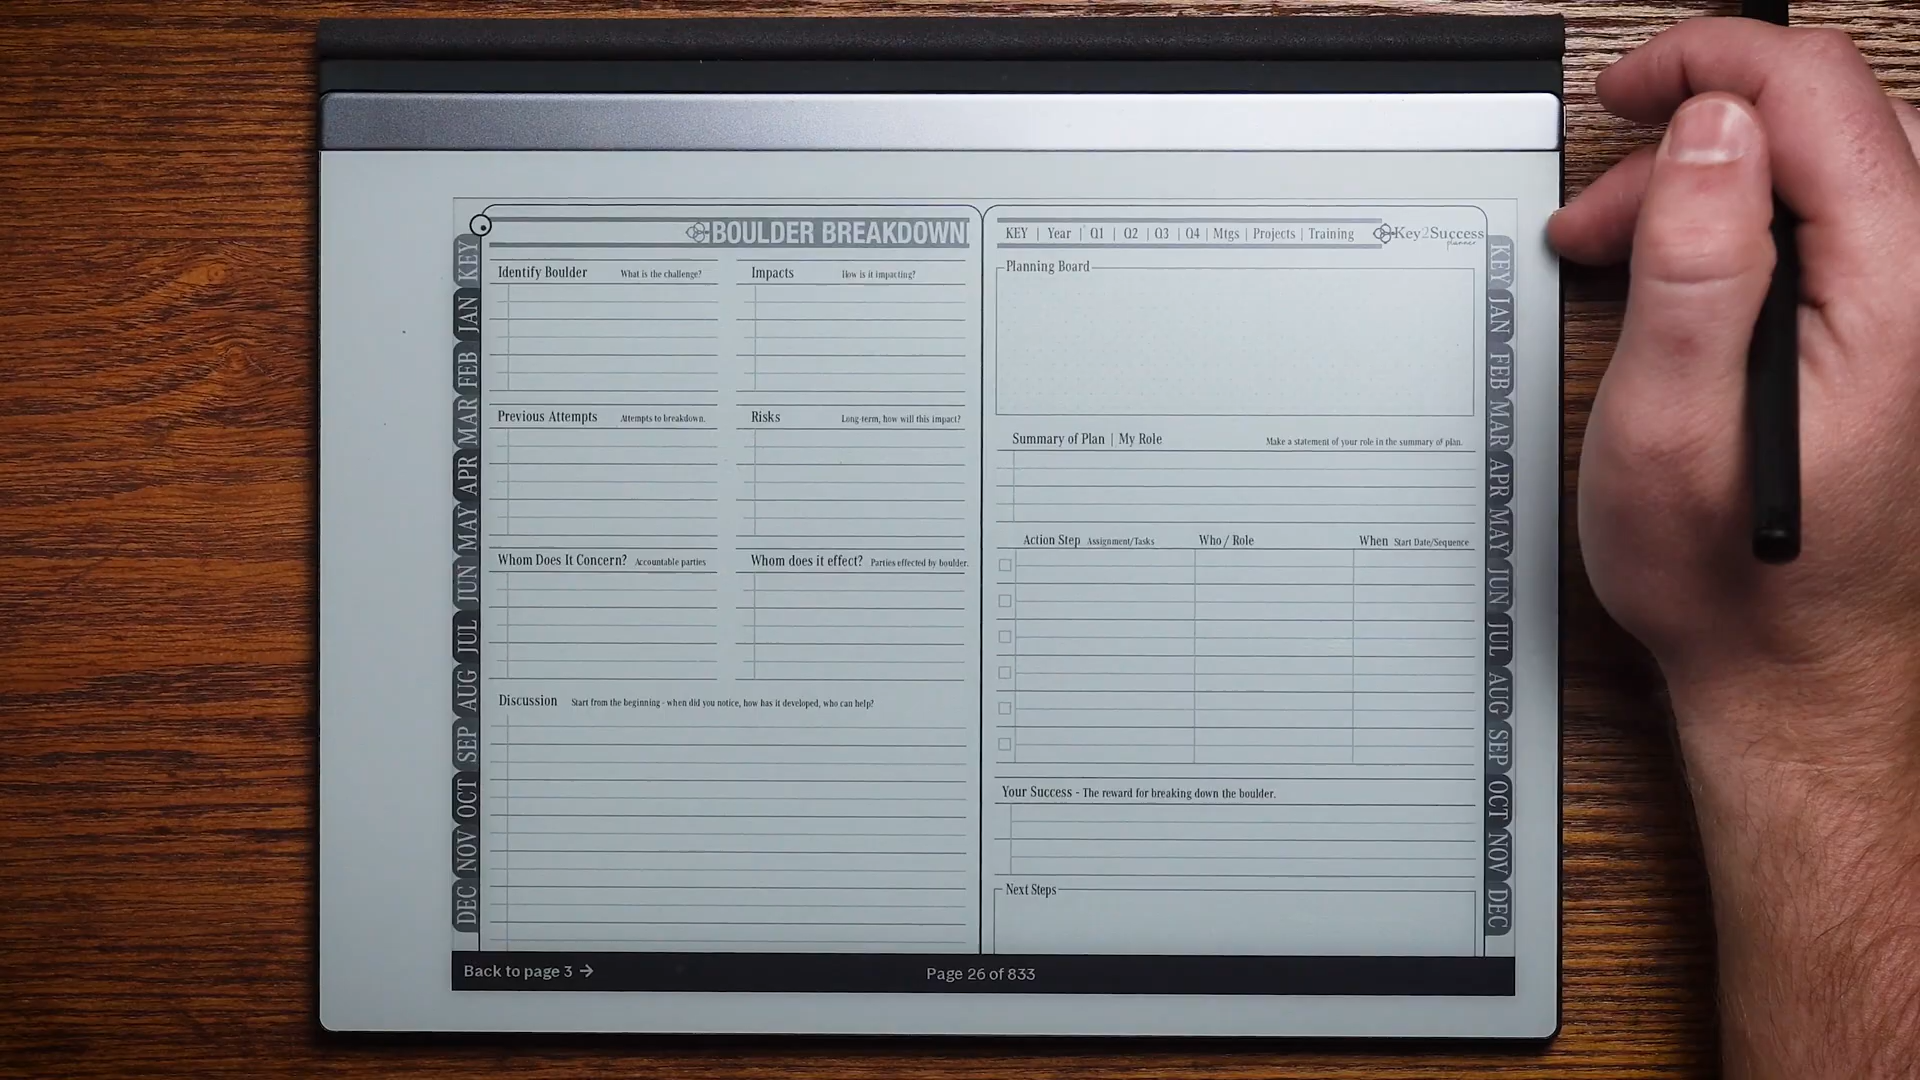 BOULDER BREAKDOWN
Identify Boulder What is the challenge?
Impacts How is it impacting?
Previous Attempts Attempts to breakdown.
Risks Long-term, how will this impact?
Whom Does It Concern? Accountable parties
Whom does it effect? Parties effected by boulder.
Discussion Start from the beginning - when did you notice, how has it developed, who can help?
KEY
JAN
FEB
MAR
APR
MAY
JUN
JUL
AUG
SEP
OCT
NOV
DEC
KEY | Year | Q1 | Q2 | Q3 | Q4 | Mtgs | Projects | Training
Key2Success
planner
Planning Board
Summary of Plan | My Role Make a statement of your role in the summary of plan.
Action Step Assignment/Tasks Who / Role When Start Date/Sequence
Your Success - The reward for breaking down the boulder.
Next Steps
KEY
JAN
FEB
MAR
APR
MAY
JUN
JUL
AUG
SEP
OCT
NOV
DEC
Back to page 3 →
Page 26 of 833